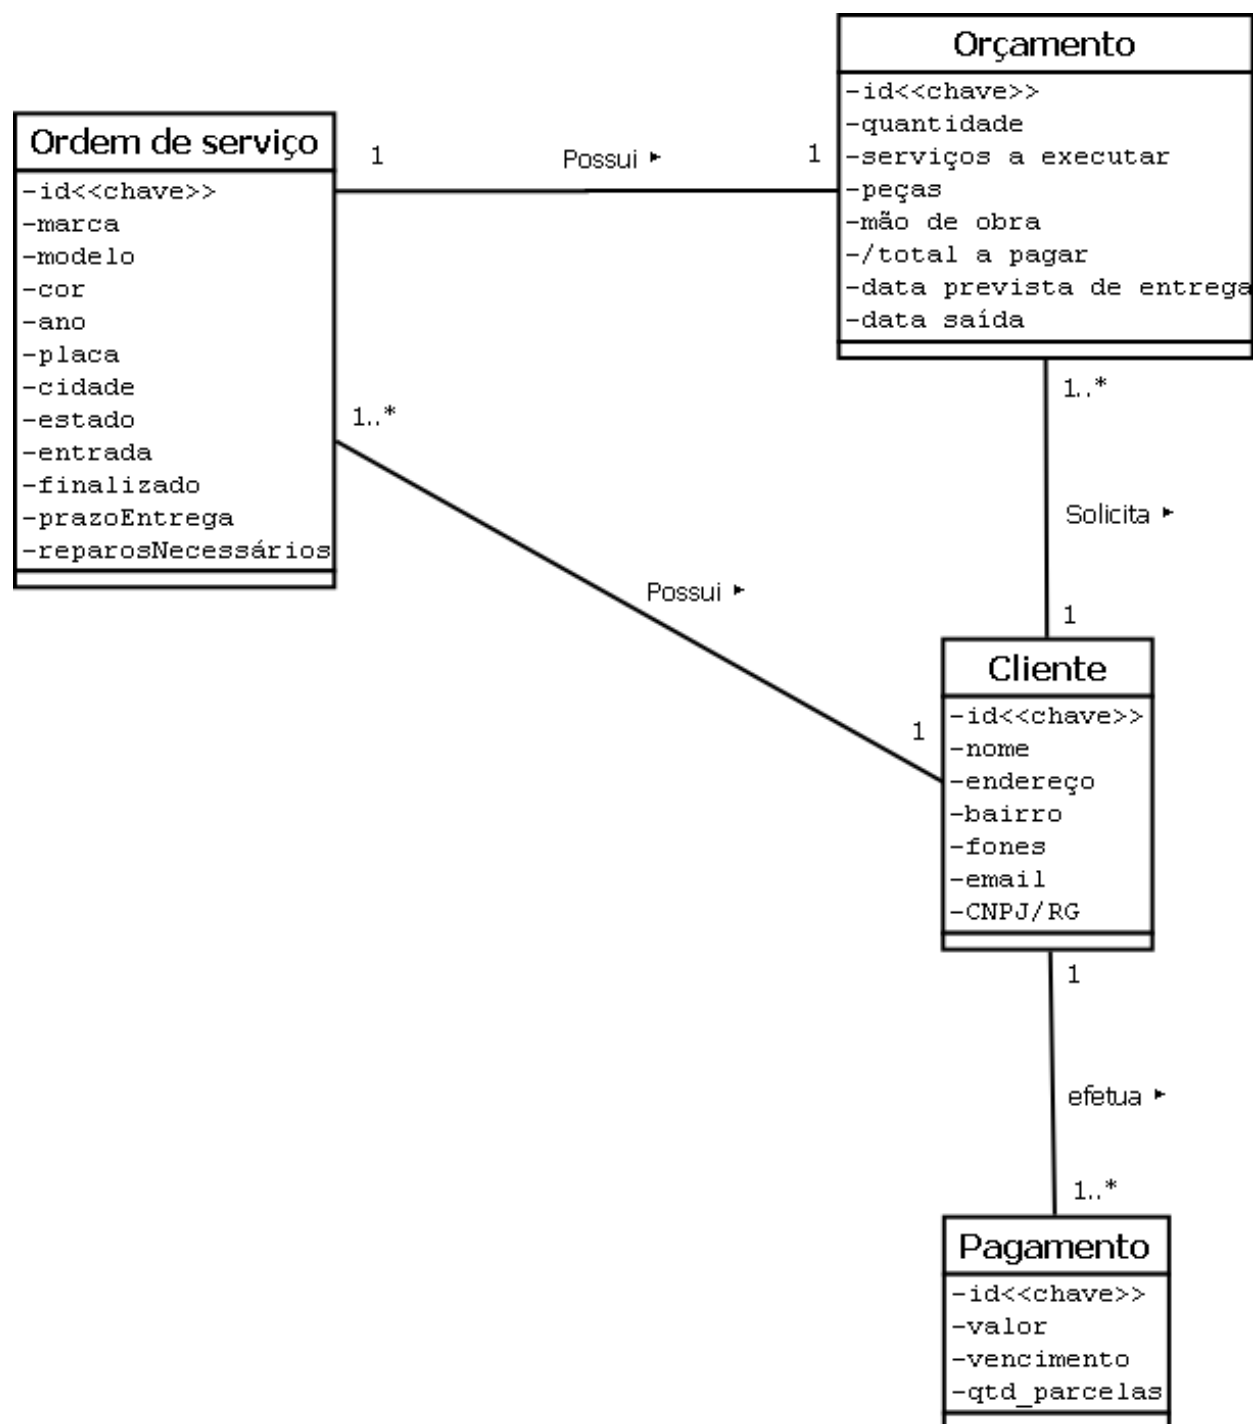 Orçamento
-id<<chave>>
-quantidade
-serviços a executar
-peças
-mão de obra
-/total a pagar
-data prevista de entrega
-data saída
Ordem de serviço
-id<<chave>>
-marca
-modelo
-cor
-ano
-placa
-cidade
-estado
-entrada
-finalizado
-prazoEntrega
-reparosNecessários
1
Possui ►
1
1..*
Solicita ►
1
1..*
Possui ►
1
Cliente
-id<<chave>>
-nome
-endereço
-bairro
-fones
-email
-CNPJ/RG
1
efetua ►
1..*
Pagamento
-id<<chave>>
-valor
-vencimento
-qtd_parcelas